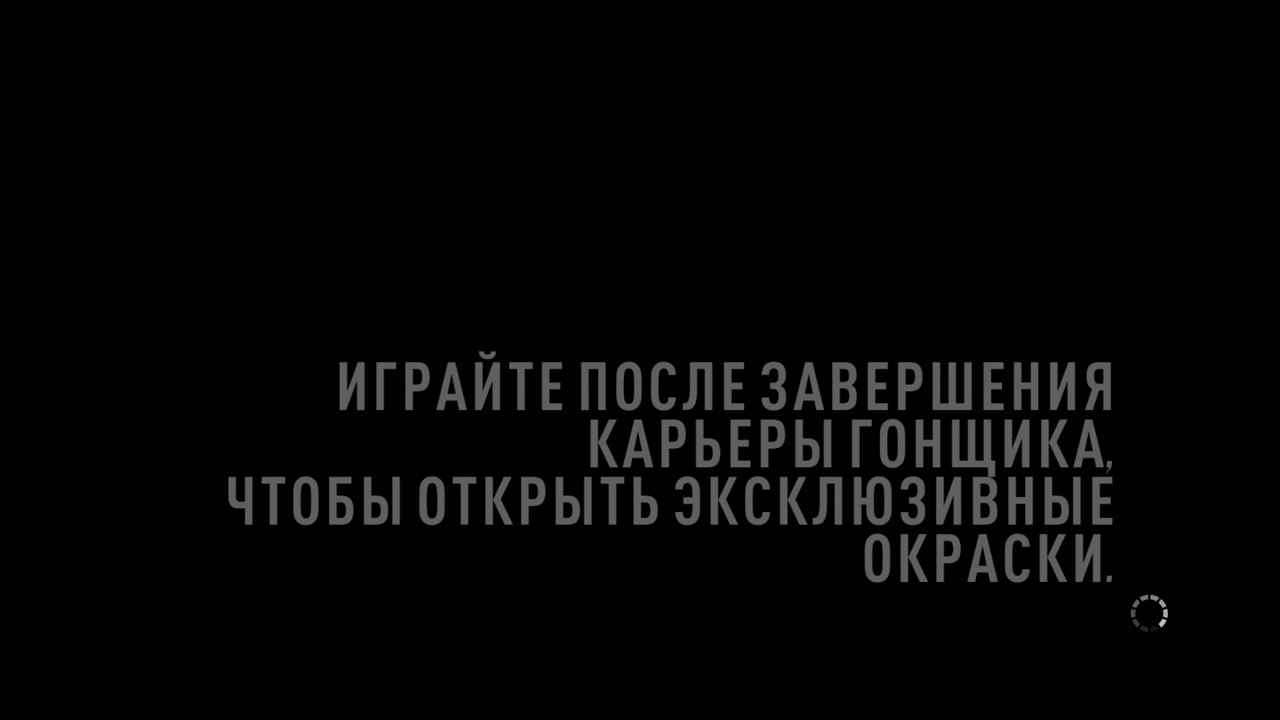 ИГРАЙТЕ ПОСЛЕ ЗАВЕРШЕНИЯ
КАРЬЕРЫ ГОНЩИКА,
ЧТОБЫ ОТКРЫТЬ ЭКСКЛЮЗИВНЫЕ
ОКРАСКИ.